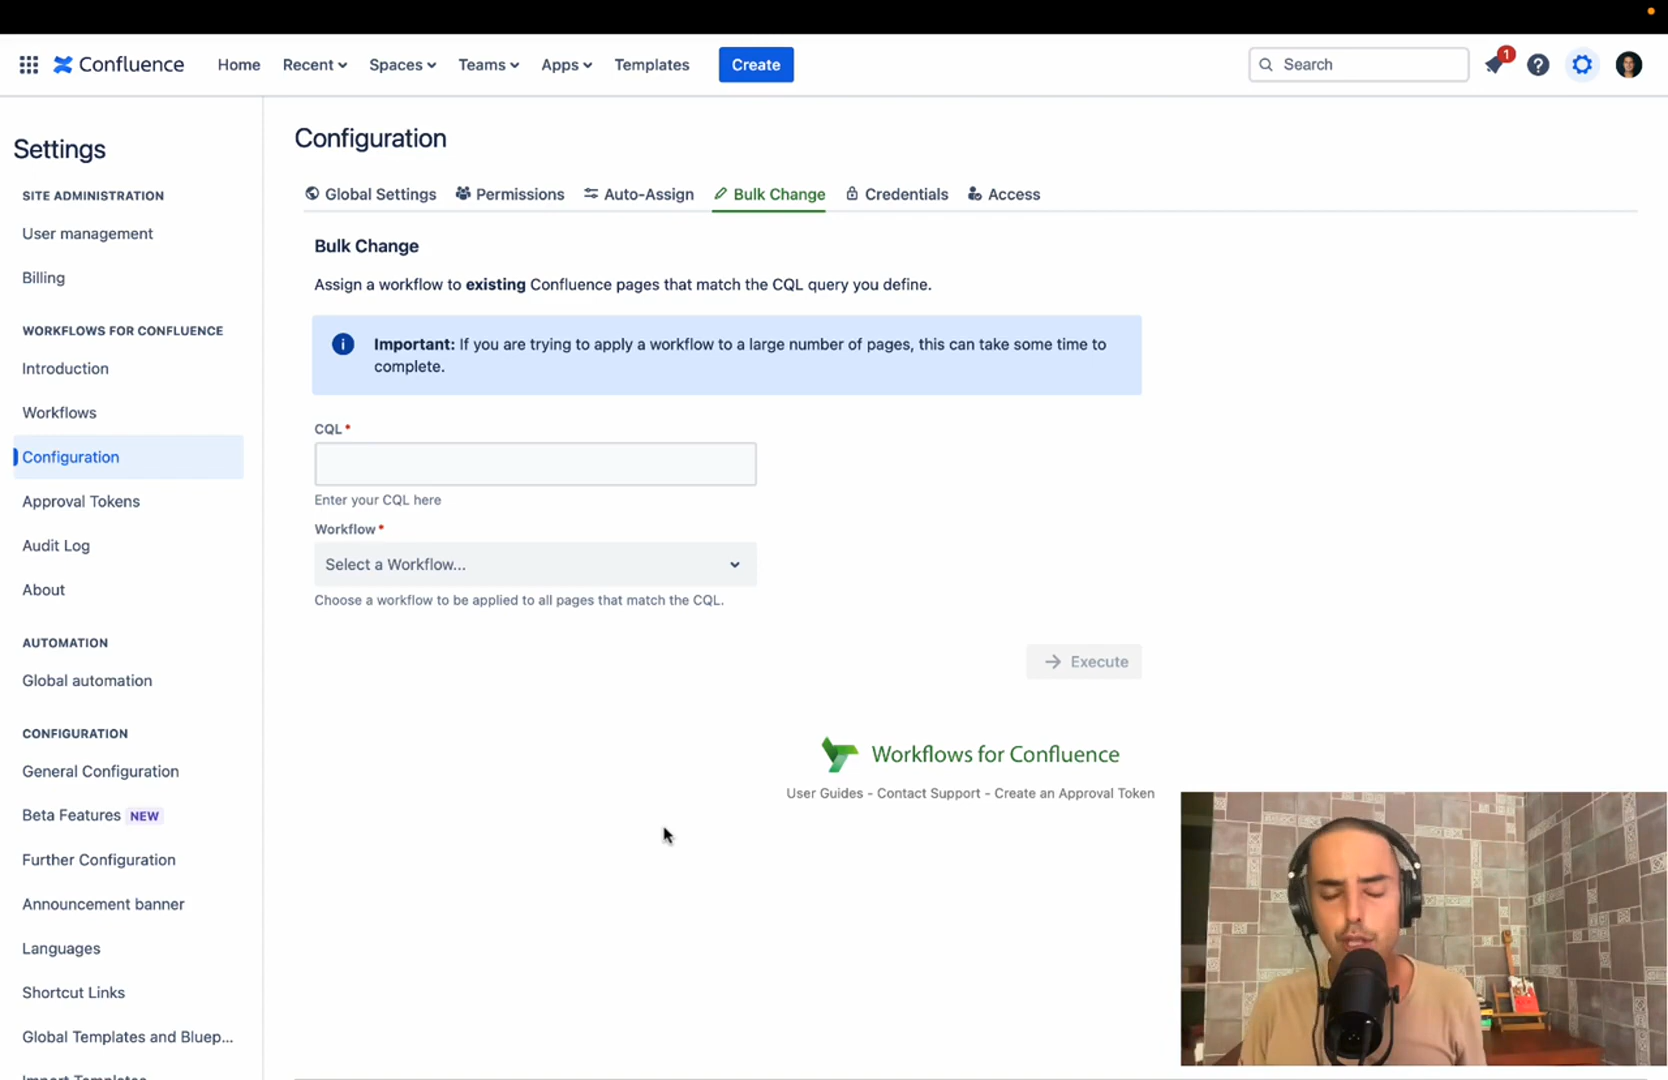 Confluence
Home
Recent
Spaces
Teams
Apps
Templates
Create
Search
1
Settings
SITE ADMINISTRATION
User management
Billing
WORKFLOWS FOR CONFLUENCE
Introduction
Workflows
Configuration
Approval Tokens
Audit Log
About
AUTOMATION
Global automation
CONFIGURATION
General Configuration
Beta Features NEW
Further Configuration
Announcement banner
Languages
Shortcut Links
Global Templates and Bluep...
Import Templates
Configuration
Global Settings
Permissions
Auto-Assign
Bulk Change
Credentials
Access
Bulk Change
Assign a workflow to existing Confluence pages that match the CQL query you define.
Important: If you are trying to apply a workflow to a large number of pages, this can take some time to
complete.
CQL *
Enter your CQL here
Workflow *
Select a Workflow...
Choose a workflow to be applied to all pages that match the CQL.
Execute
Workflows for Confluence
User Guides - Contact Support - Create an Approval Token